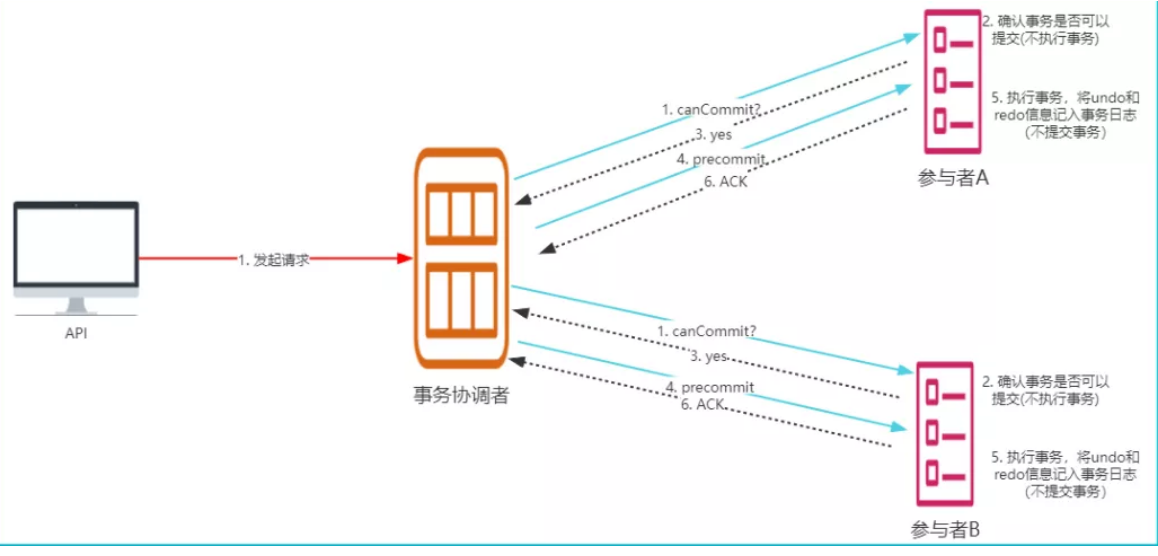 2. 确认事务是否可以
提交(不执行事务)
1. canCommit?
3. yes
5. 执行事务，将undo和
redo信息记入事务日志
(不提交事务)
4. precommit
6. ACK
参与者A
1. 发起请求
API
事务协调者
1. canCommit?
3. yes
2. 确认事务是否可以
提交(不执行事务)
4. precommit
6. ACK
5. 执行事务，将undo和
redo信息记入事务日志
(不提交事务)
参与者B